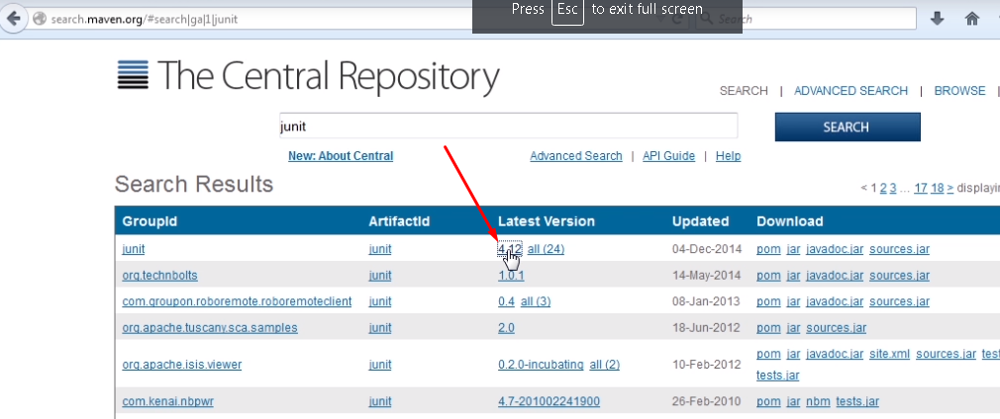 search.maven.org/#search|ga|1|junit
Press Esc to exit full screen
Search
The Central Repository
SEARCH | ADVANCED SEARCH | BROWSE |
junit
SEARCH
New: About Central Advanced Search | API Guide | Help
Search Results
< 1 2 3 ... 17 18 > displayin
GroupId ArtifactId Latest Version Updated Download
junit junit 4.12 all (24) 04-Dec-2014 pom jar javadoc.jar sources.jar
org.technbolts junit 1.0.1 14-May-2014 pom jar javadoc.jar sources.jar
com.groupon.roboremote.roboremoteclient junit 0.4 all (3) 08-Jan-2013 pom jar javadoc.jar sources.jar
org.apache.tuscany.sca.samples junit 2.0 18-Jun-2012 pom jar sources.jar
org.apache.isis.viewer junit 0.2.0-incubating all (2) 10-Feb-2012 pom jar javadoc.jar site.xml sources.jar test
tests.jar
com.kenai.nbpwr junit 4.7-201002241900 26-Feb-2010 pom jar nbm tests.jar